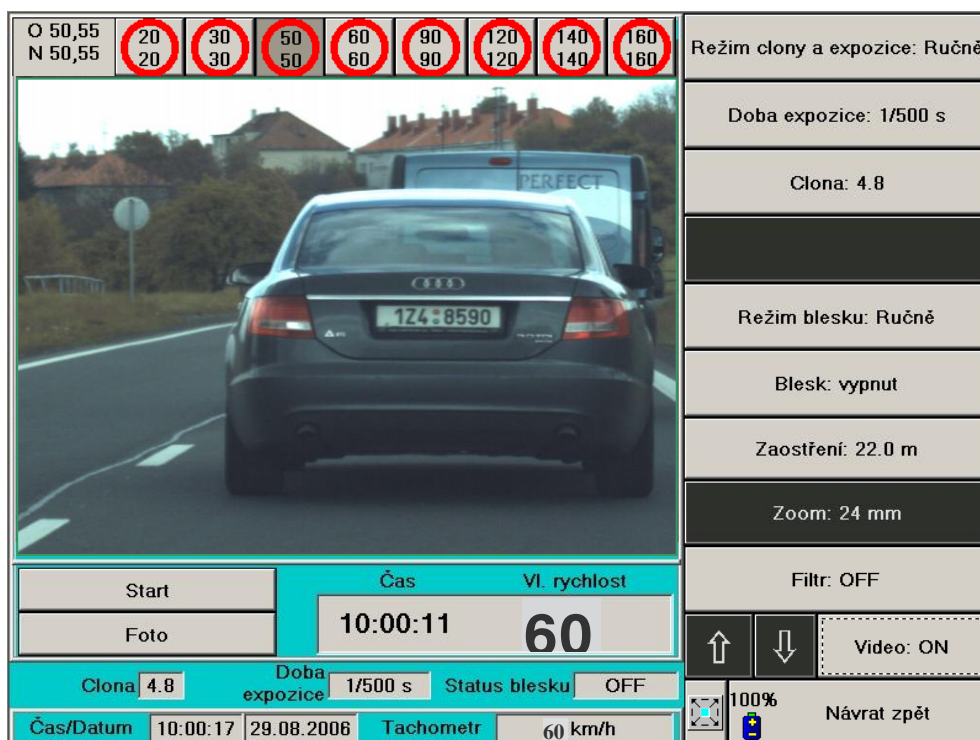 O 50,55
N 50,55
20
20
30
30
50
50
60
60
90
90
120
120
140
140
160
160
PERFECT
1Z4 8590
A6
Start
Foto
Čas
Vl. rychlost
10:00:11
60
Clona 4.8
Doba expozice 1/500 s
Status blesku OFF
Čas/Datum 10:00:17 29.08.2006
Tachometr 60 km/h
Režim clony a expozice: Ručně
Doba expozice: 1/500 s
Clona: 4.8
Režim blesku: Ručně
Blesk: vypnut
Zaostření: 22.0 m
Zoom: 24 mm
Filtr: OFF
Video: ON
100%
Návrat zpět